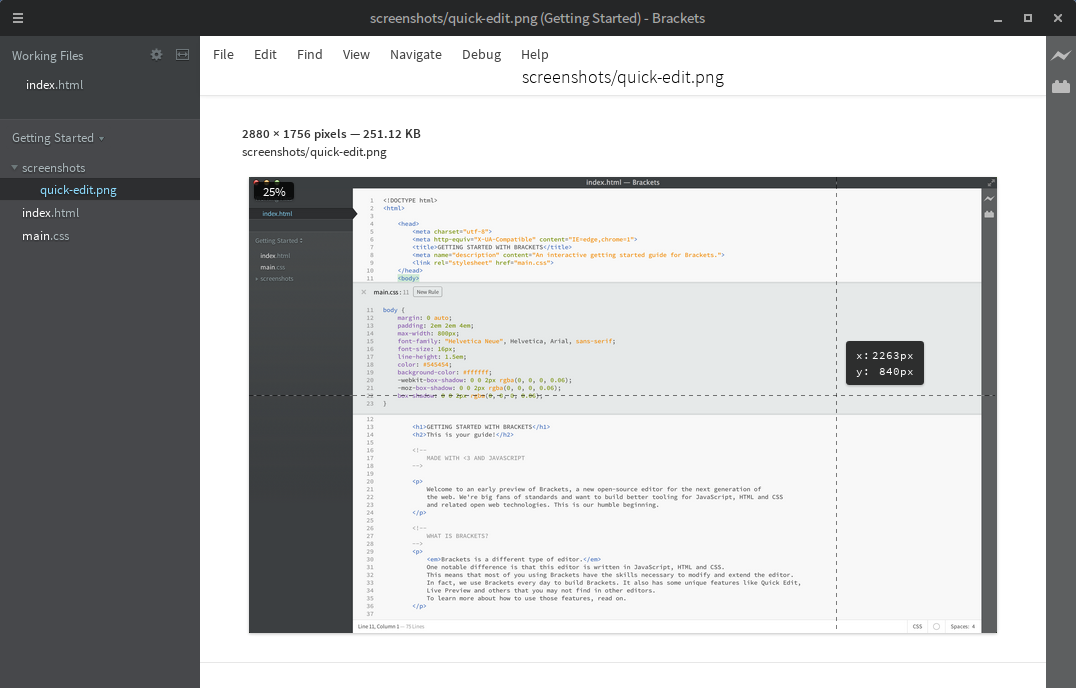 screenshots/quick-edit.png (Getting Started) - Brackets
Working Files
index.html
Getting Started
screenshots
quick-edit.png
index.html
main.css
File Edit Find View Navigate Debug Help
screenshots/quick-edit.png
2880 × 1756 pixels — 251.12 KB
screenshots/quick-edit.png
25%
index.html — Brackets
index.html
Getting Started
index.html
main.css
screenshots
1 <!DOCTYPE html>
2 <html>
3
4 <head>
5 <meta charset="utf-8">
6 <meta http-equiv="X-UA-Compatible" content="IE=edge,chrome=1">
7 <title>GETTING STARTED WITH BRACKETS</title>
8 <meta name="description" content="An interactive getting started guide for Brackets.">
9 <link rel="stylesheet" href="main.css">
10 </head>
11 <body>
× main.css : 11 New Rule
11 body {
12 margin: 0 auto;
13 padding: 2em 2em 4em;
14 max-width: 800px;
15 font-family: "Helvetica Neue", Helvetica, Arial, sans-serif;
16 font-size: 16px;
17 line-height: 1.5em;
18 color: #545454;
19 background-color: #ffffff;
20 -webkit-box-shadow: 0 0 2px rgba(0, 0, 0, 0.06);
21 -moz-box-shadow: 0 0 2px rgba(0, 0, 0, 0.06);
22 box-shadow: 0 0 2px rgba(0, 0, 0, 0.06);
23 }
x: 2263px
y: 840px
12
13 <h1>GETTING STARTED WITH BRACKETS</h1>
14 <h2>This is your guide!</h2>
15
16 <!--
17 MADE WITH <3 AND JAVASCRIPT
18 -->
19
20 <p>
21 Welcome to an early preview of Brackets, a new open-source editor for the next generation of
22 the web. We're big fans of standards and want to build better tooling for JavaScript, HTML and CSS
23 and related open web technologies. This is our humble beginning.
24 </p>
25
26 <!--
27 WHAT IS BRACKETS?
28 -->
29 <p>
30 <em>Brackets is a different type of editor.</em>
31 One notable difference is that this editor is written in JavaScript, HTML and CSS.
32 This means that most of you using Brackets have the skills necessary to modify and extend the editor.
33 In fact, we use Brackets every day to build Brackets. It also has some unique features like Quick Edit,
34 Live Preview and others that you may not find in other editors.
35 To learn more about how to use those features, read on.
36 </p>
37
Line 11, Column 1 — 75 Lines CSS Spaces: 4